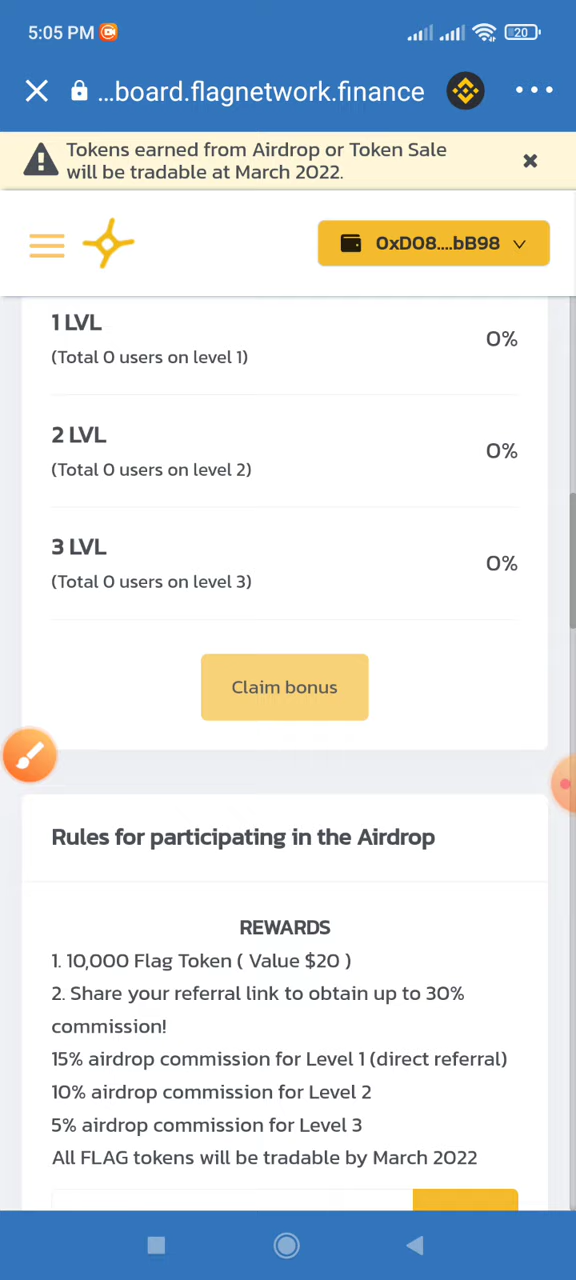 5:05 PM
20
...board.flagnetwork.finance
Tokens earned from Airdrop or Token Sale
will be tradable at March 2022.
0xD08....bB98
1 LVL
0%
(Total 0 users on level 1)
2 LVL
0%
(Total 0 users on level 2)
3 LVL
0%
(Total 0 users on level 3)
Claim bonus
Rules for participating in the Airdrop
REWARDS
1. 10,000 Flag Token ( Value $20 )
2. Share your referral link to obtain up to 30%
commission!
15% airdrop commission for Level 1 (direct referral)
10% airdrop commission for Level 2
5% airdrop commission for Level 3
All FLAG tokens will be tradable by March 2022